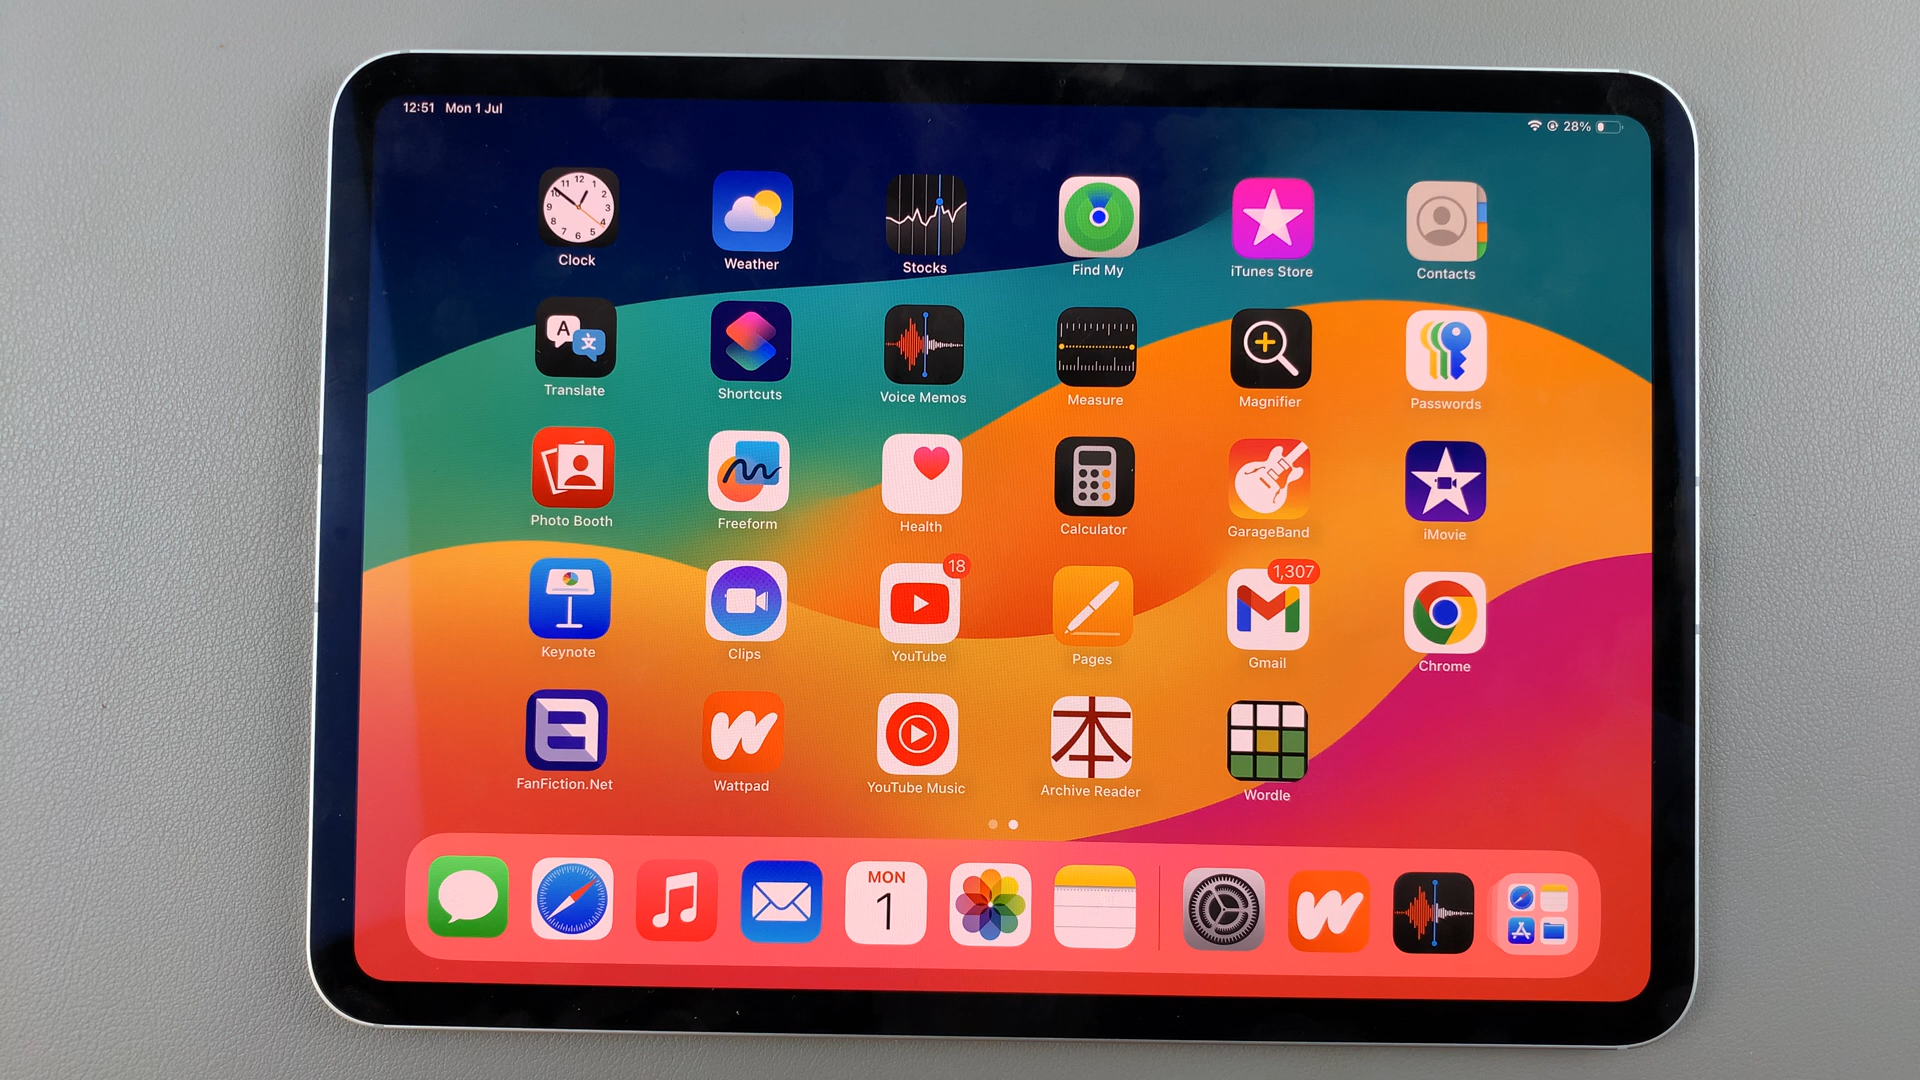 12:51 Mon 1 Jul
28%
Clock
Weather
Stocks
Find My
iTunes Store
Contacts
A 文
Translate
Shortcuts
Voice Memos
Measure
Magnifier
Passwords
Photo Booth
Freeform
Health
Calculator
GarageBand
iMovie
18
1,307
Keynote
Clips
YouTube
Pages
Gmail
Chrome
本
FanFiction.Net
Wattpad
YouTube Music
Archive Reader
Wordle
MON
1